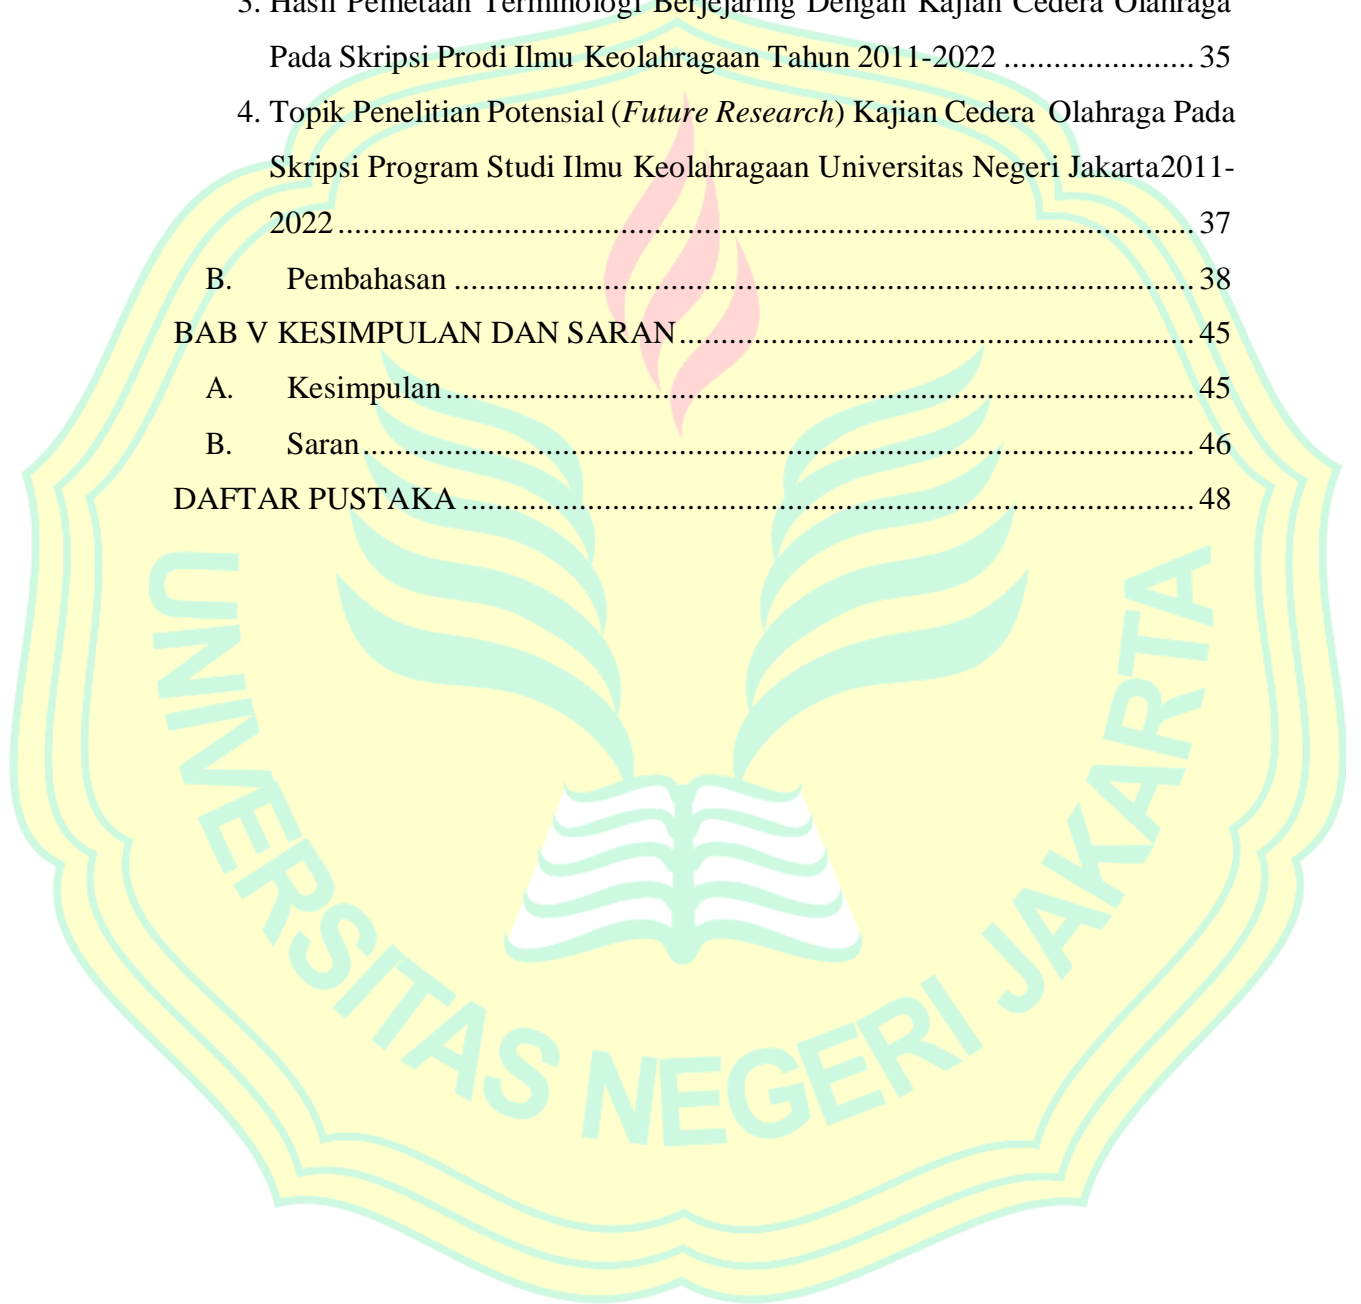 3. Hasil Pemetaan Terminologi Berjejaring Dengan Kajian Cedera Olahraga
Pada Skripsi Prodi Ilmu Keolahragaan Tahun 2011-2022 ...................... 35
4. Topik Penelitian Potensial (Future Research) Kajian Cedera Olahraga Pada
Skripsi Program Studi Ilmu Keolahragaan Universitas Negeri Jakarta2011-
2022 ............................................................................................. 37
B. Pembahasan ................................................................................ 38
BAB V KESIMPULAN DAN SARAN ........................................................ 45
A. Kesimpulan ................................................................................. 45
B. Saran .......................................................................................... 46
DAFTAR PUSTAKA ............................................................................... 48
UNIVERSITAS NEGERI JAKARTA